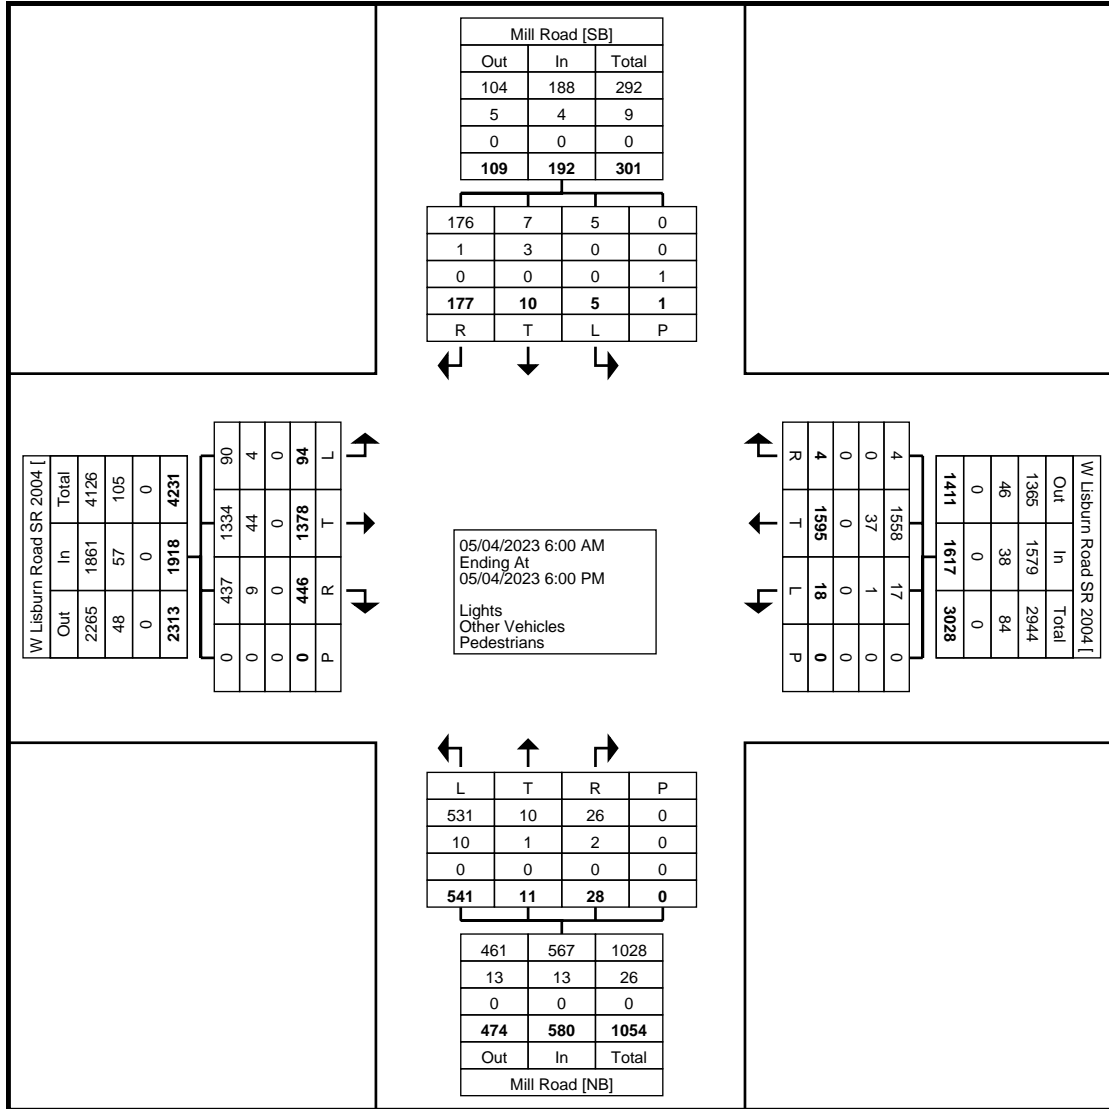 Mill Road [SB]
Out In Total
104 188 292
5 4 9
0 0 0
109 192 301
176 7 5 0
1 3 0 0
0 0 0 1
177 10 5 1
R T L P
W Lisburn Road SR 2004 [
Total 4126 105 0 4231
In 1861 57 0 1918
Out 2265 48 0 2313
90 4 0 94 L
1334 44 0 1378 T
437 9 0 446 R
0 0 0 0 P
05/04/2023 6:00 AM
Ending At
05/04/2023 6:00 PM
Lights
Other Vehicles
Pedestrians
R 4 0 0 4
T 1595 0 37 1558
L 18 0 1 17
P 0 0 0 0
W Lisburn Road SR 2004 [
Out In Total
1365 1579 2944
46 38 84
0 0 0
1411 1617 3028
L T R P
531 10 26 0
10 1 2 0
0 0 0 0
541 11 28 0
461 567 1028
13 13 26
0 0 0
474 580 1054
Out In Total
Mill Road [NB]